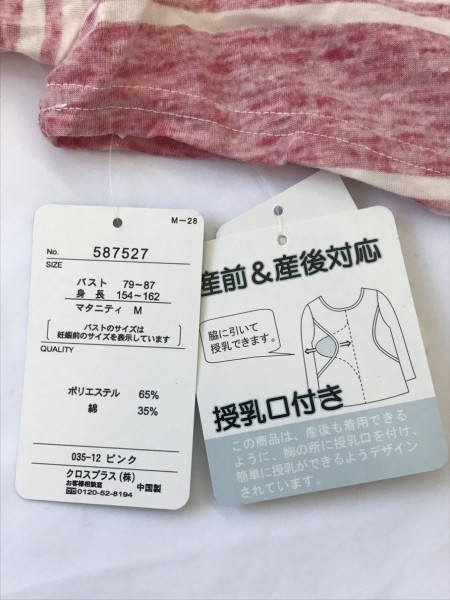 M－28
No. 587527
SIZE
バスト 79～87
身長 154～162
マタニティ M
バストのサイズは
妊娠前のサイズを表示しています
QUALITY
ポリエステル 65%
綿 35%
035-12 ピンク
クロスプラス(株)
お客様相談室
0120-52-8194 中国製
産前＆産後対応
脇に引いて
授乳できます。
授乳口付き
この商品は、産後も着用できる
ように、胸の所に授乳口を付け、
簡単に授乳ができるようデザイン
されています。